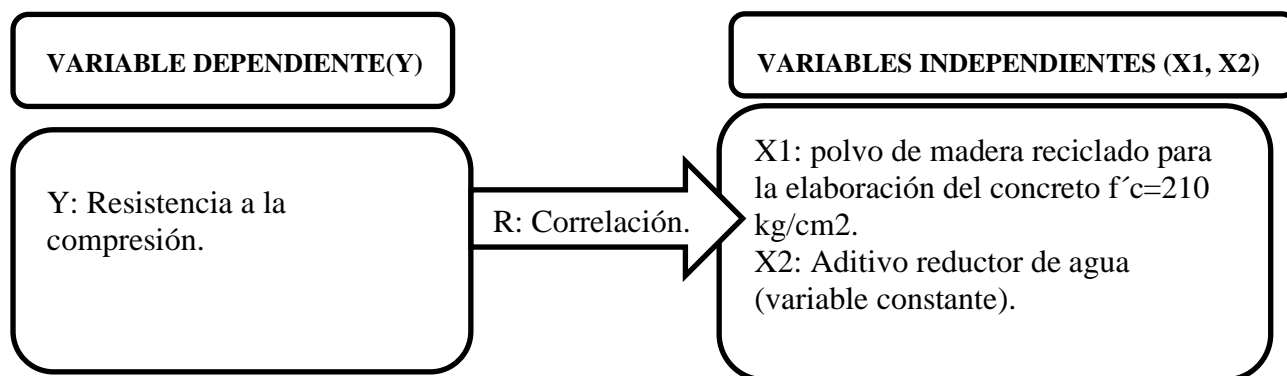 VARIABLE DEPENDIENTE(Y)
VARIABLES INDEPENDIENTES (X1, X2)
Y: Resistencia a la
compresión.
R: Correlación.
X1: polvo de madera reciclado para
la elaboración del concreto f´c=210
kg/cm2.
X2: Aditivo reductor de agua
(variable constante).